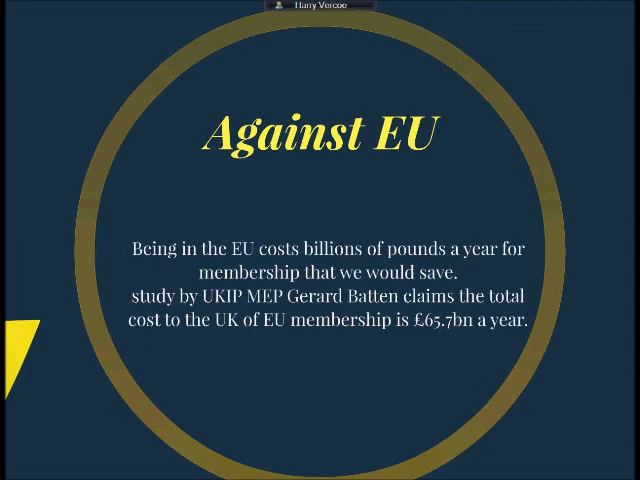 Harry Vercoe
Against EU
Being in the EU costs billions of pounds a year for
membership that we would save.
study by UKIP MEP Gerard Batten claims the total
cost to the UK of EU membership is £65.7bn a year.